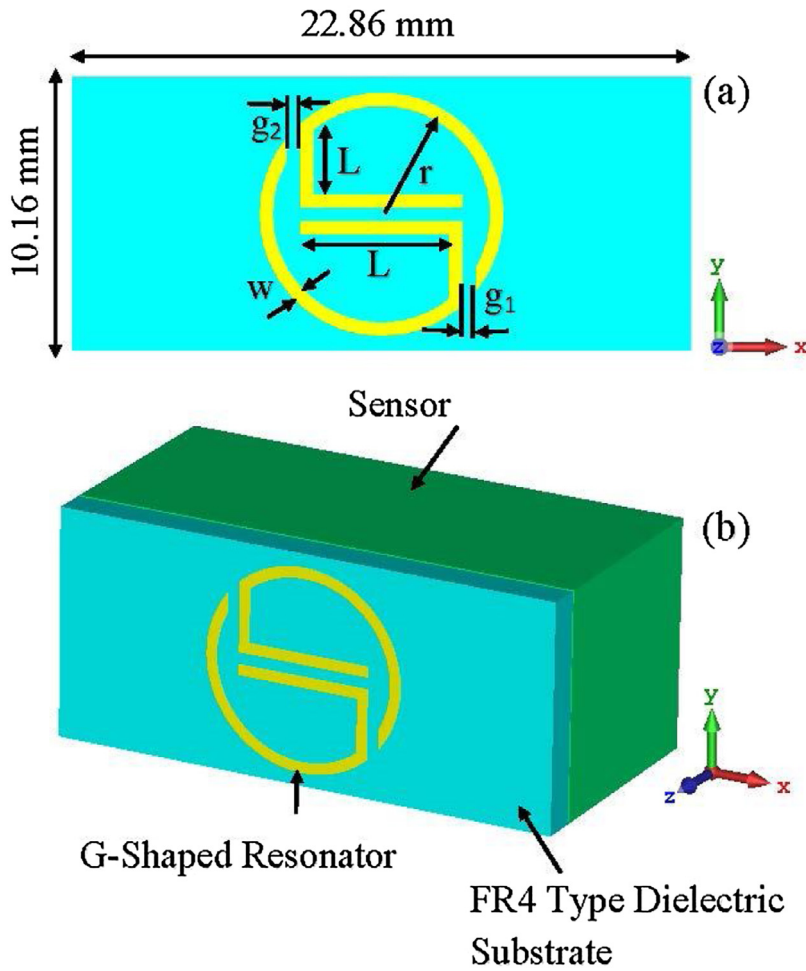 22.86 mm
(a)
10.16 mm
g₂
L
r
L
w
g₁
y
z
x
Sensor
(b)
y
z
x
G-Shaped Resonator
FR4 Type Dielectric
Substrate